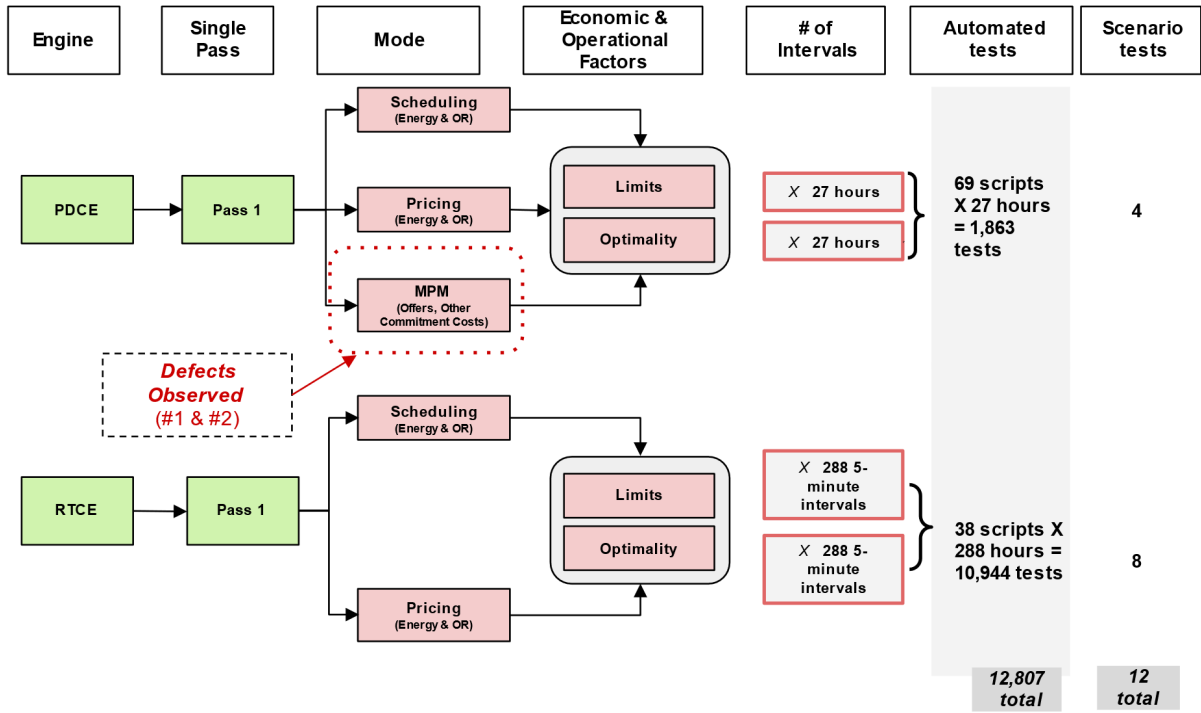 Engine
Single
Pass
Mode
Economic &
Operational
Factors
# of
Intervals
Automated
tests
Scenario
tests
Scheduling
(Energy & OR)
PDCE
Pass 1
Pricing
(Energy & OR)
MPM
(Offers, Other
Commitment Costs)
Limits
Optimality
X 27 hours
X 27 hours
69 scripts
X 27 hours
= 1,863
tests
4
Defects
Observed
(#1 & #2)
Scheduling
(Energy & OR)
RTCE
Pass 1
Pricing
(Energy & OR)
Limits
Optimality
X 288 5-
minute
intervals
X 288 5-
minute
intervals
38 scripts X
288 hours =
10,944 tests
8
12,807
total
12
total